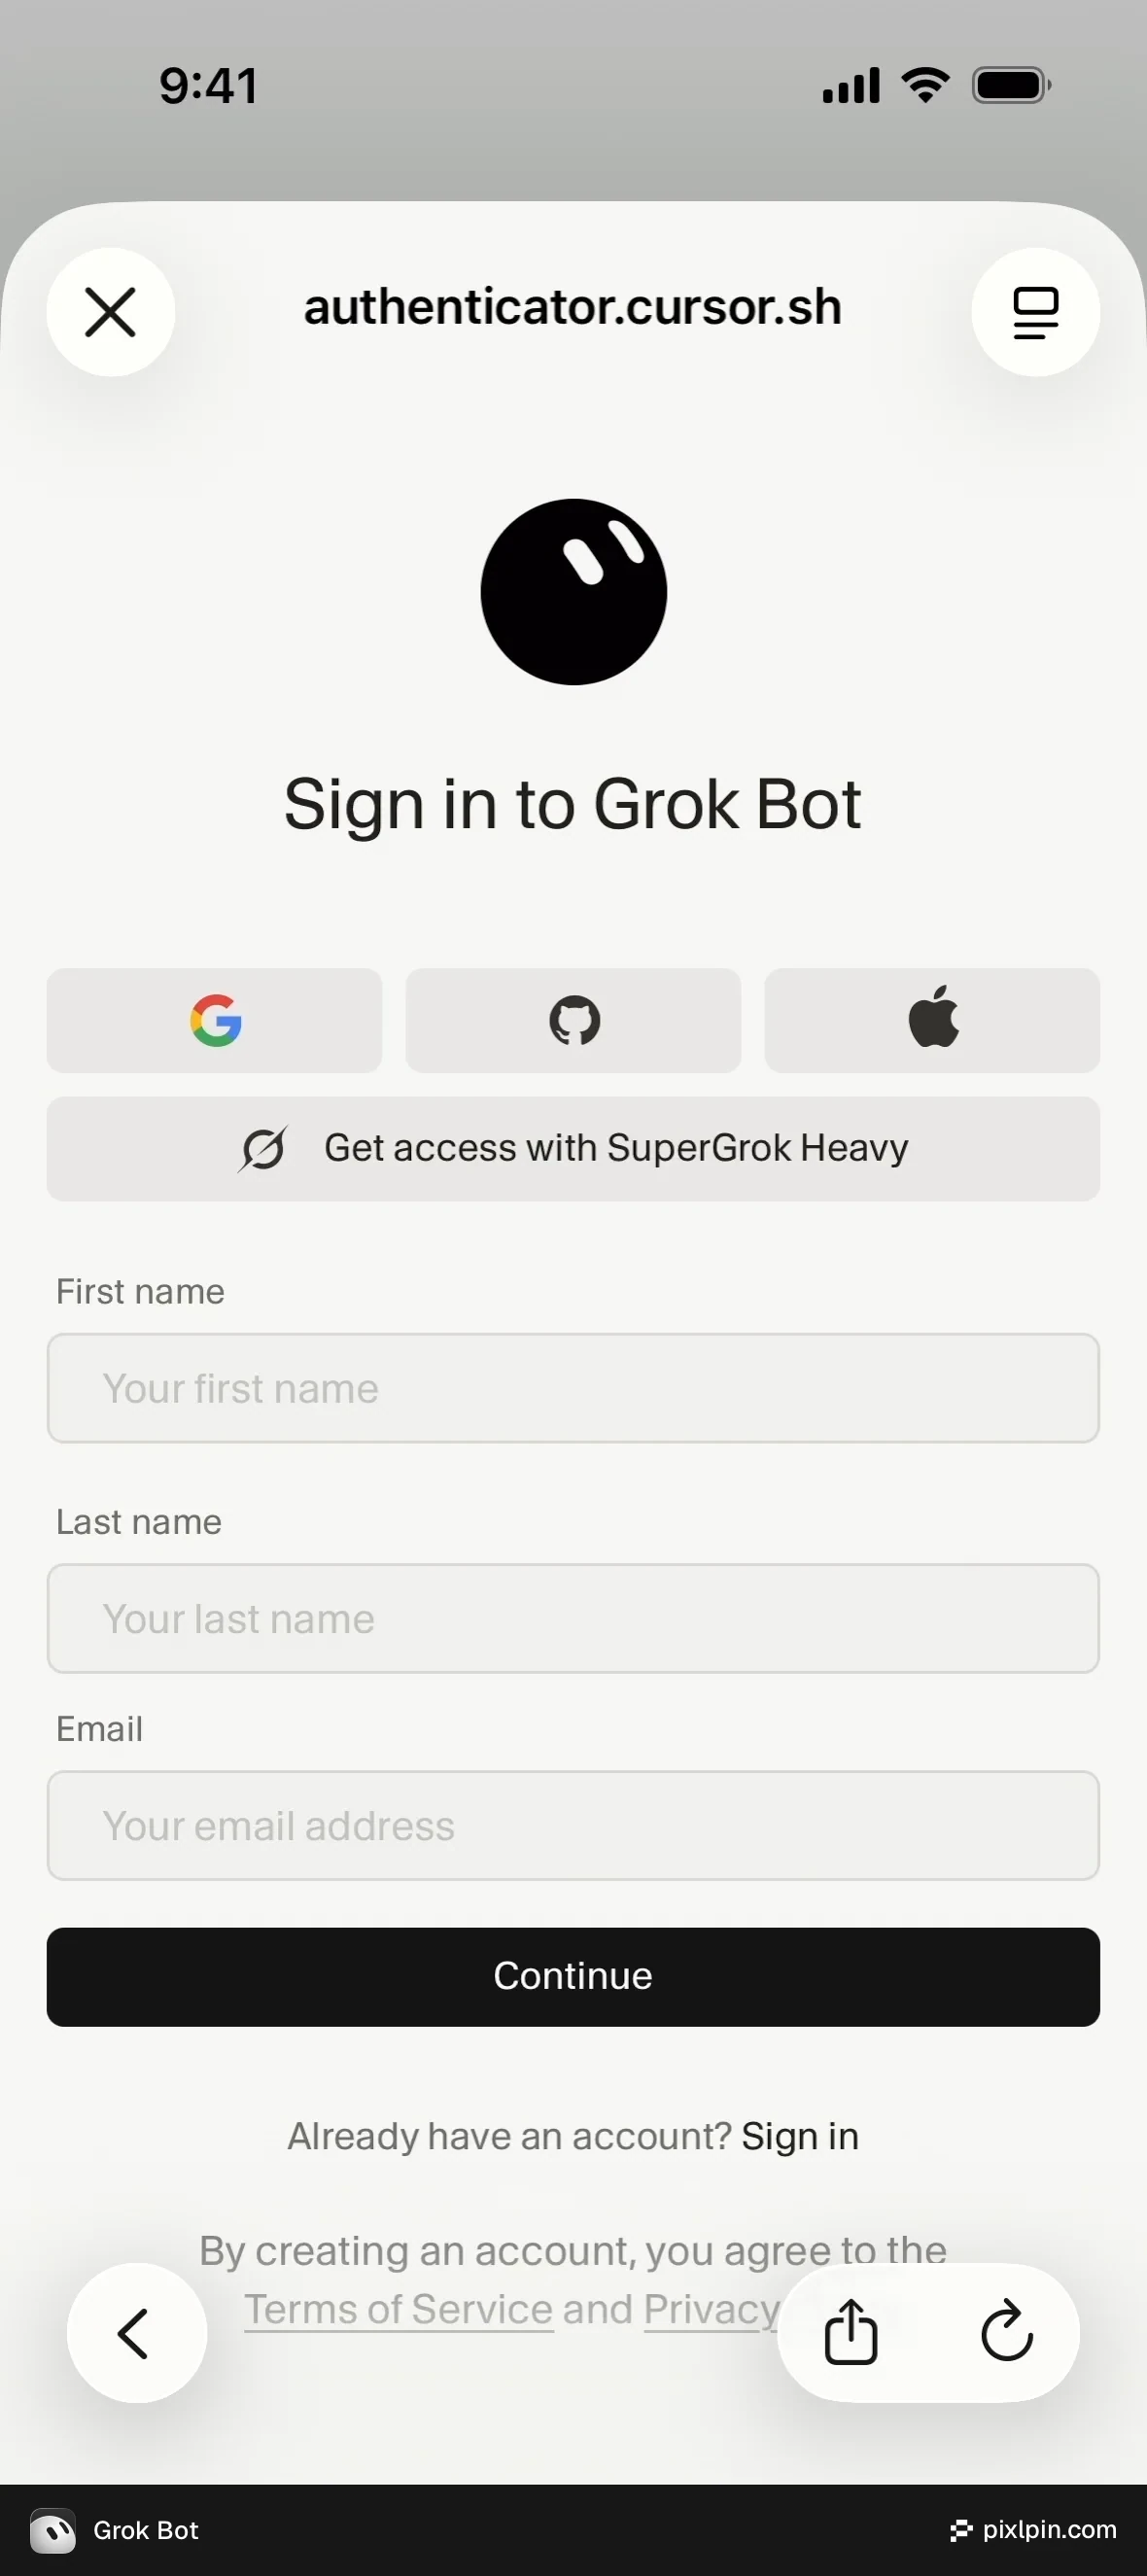 9:41
authenticator.cursor.sh
Sign in to Grok Bot
Get access with SuperGrok Heavy
First name
Your first name
Last name
Your last name
Email
Your email address
Continue
Already have an account? Sign in
By creating an account, you agree to the
Terms of Service and Privacy
Grok Bot
pixlpin.com